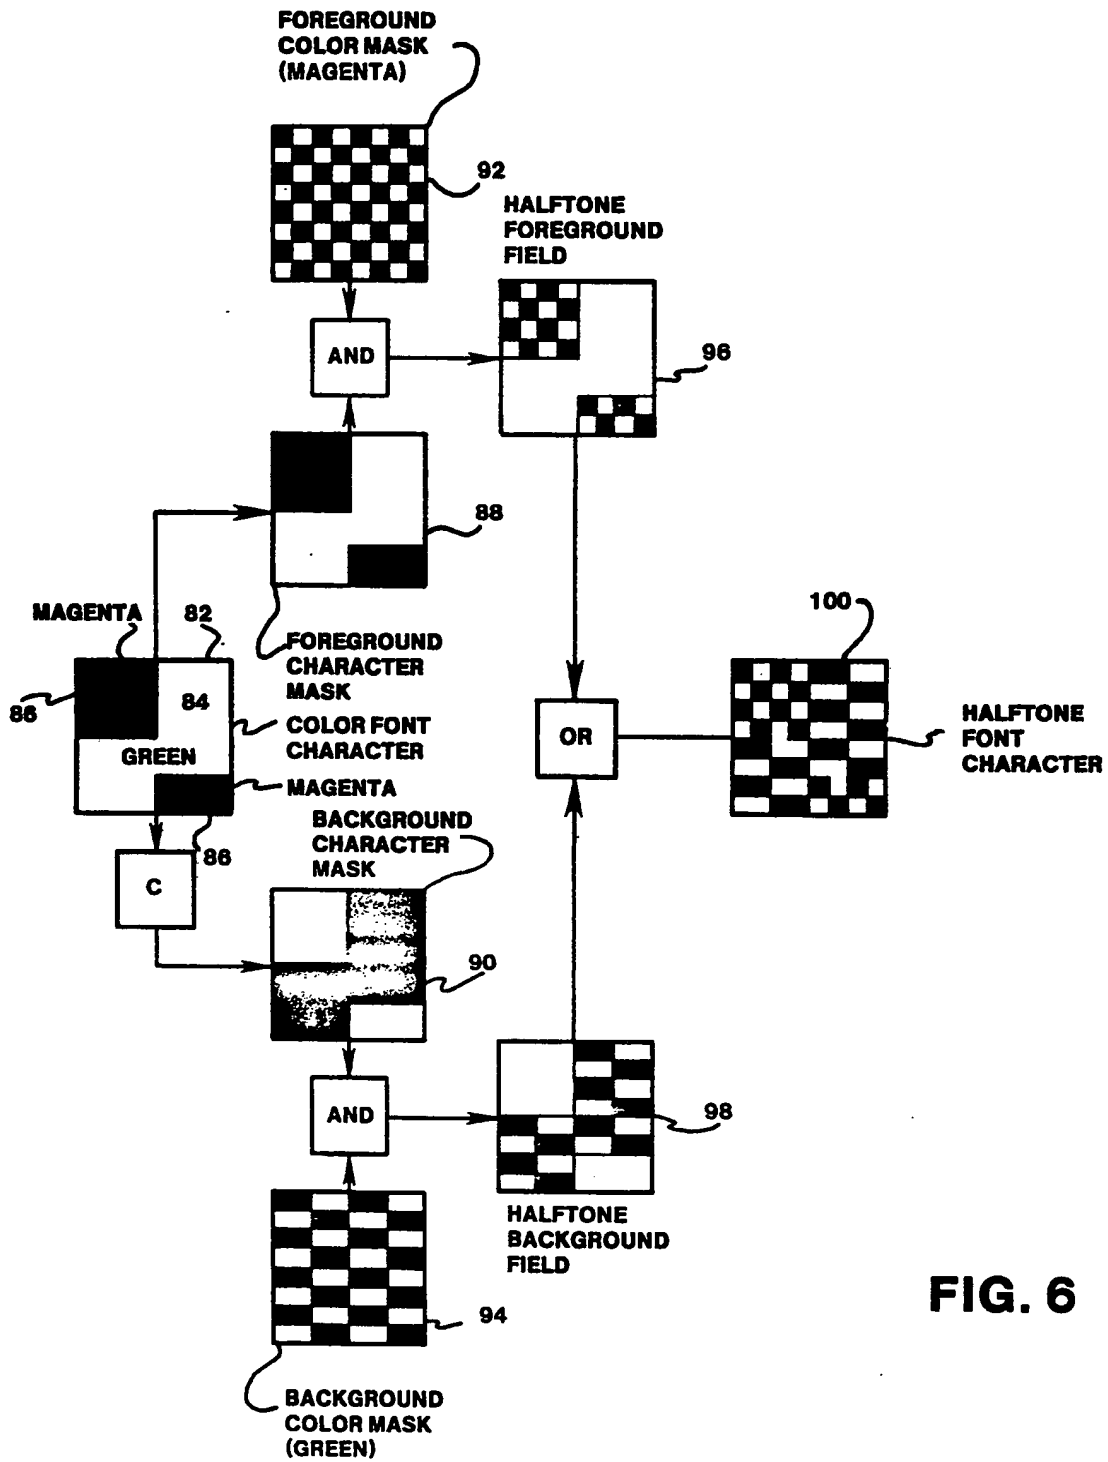 FOREGROUND
COLOR MASK
(MAGENTA)
92
HALFTONE
FOREGROUND
FIELD
AND
96
88
MAGENTA
82
FOREGROUND
CHARACTER
MASK
86
84
COLOR FONT
CHARACTER
GREEN
MAGENTA
86
100
OR
HALFTONE
FONT
CHARACTER
BACKGROUND
CHARACTER
MASK
C
90
AND
98
HALFTONE
BACKGROUND
FIELD
94
BACKGROUND
COLOR MASK
(GREEN)
FIG. 6